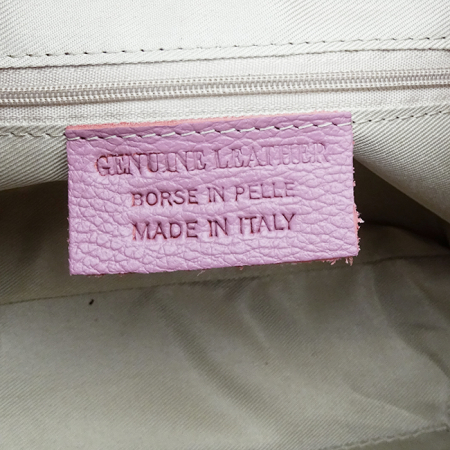 GENUINE LEATHER
BORSE IN PELLE
MADE IN ITALY